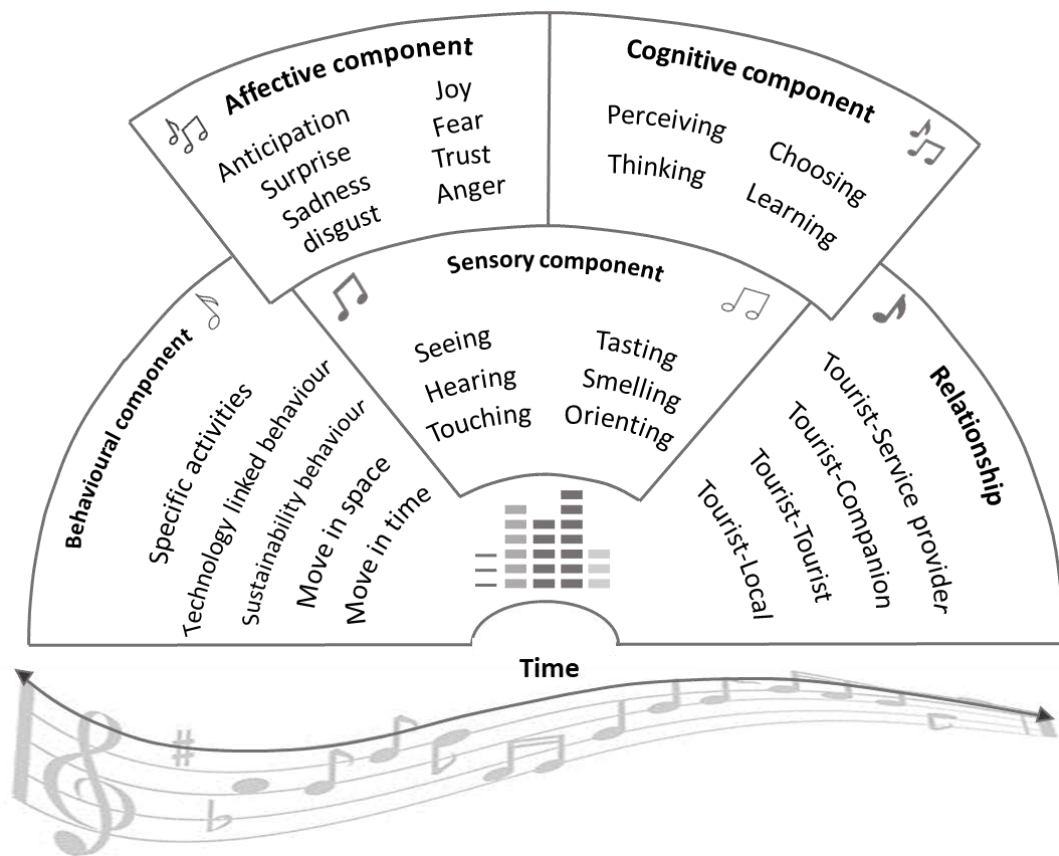 Affective component
Anticipation
Surprise
Sadness
disgust
Joy
Fear
Trust
Anger
Cognitive component
Perceiving
Thinking
Choosing
Learning
Sensory component
Seeing
Hearing
Touching
Tasting
Smelling
Orienting
Behavioural component
Specific activities
Technology linked behaviour
Sustainability behaviour
Move in space
Move in time
Relationship
Tourist-Service provider
Tourist-Companion
Tourist-Tourist
Tourist-Local
Time